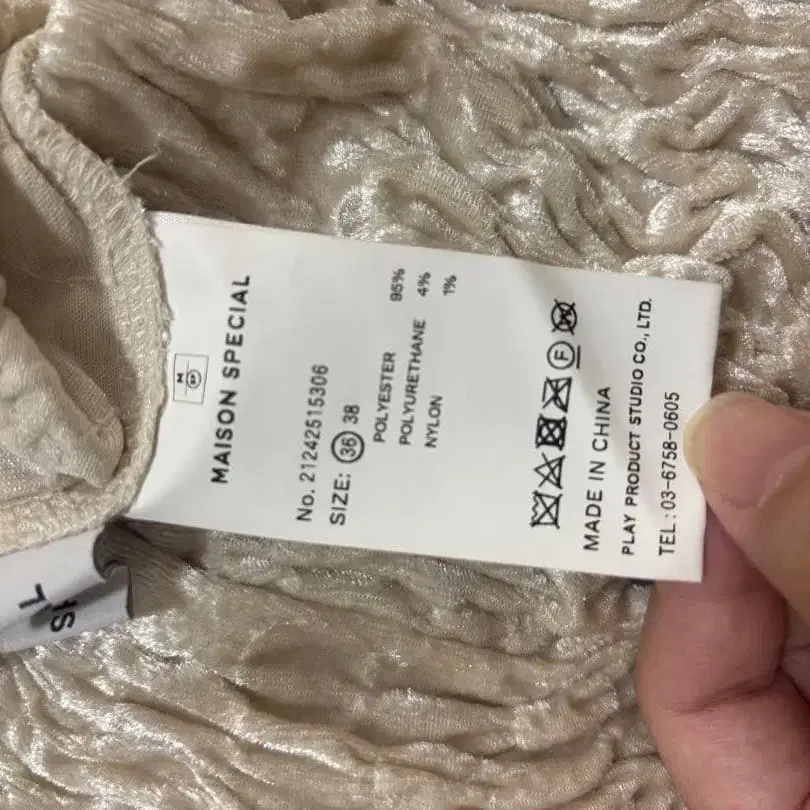 MAISON SPECIAL
No. 21242515306
SIZE: 36 38
POLYESTER 95%
POLYURETHANE 4%
NYLON 1%
F
MADE IN CHINA
PLAY PRODUCT STUDIO CO., LTD.
TEL : 03-6758-0605